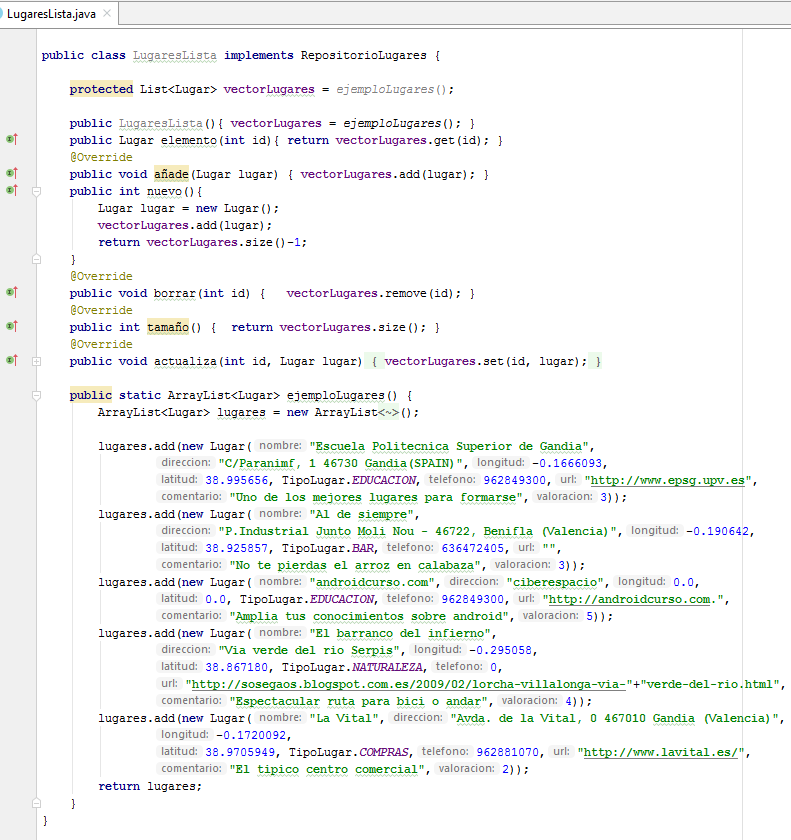 LugaresLista.java
public class LugaresLista implements RepositorioLugares {
protected List<Lugar> vectorLugares = ejemploLugares();
public LugaresLista(){ vectorLugares = ejemploLugares(); }
public Lugar elemento(int id){ return vectorLugares.get(id); }
@Override
public void añade(Lugar lugar) { vectorLugares.add(lugar); }
public int nuevo(){
Lugar lugar = new Lugar();
vectorLugares.add(lugar);
return vectorLugares.size()-1;
}
@Override
public void borrar(int id) {   vectorLugares.remove(id); }
@Override
public int tamaño() {  return vectorLugares.size(); }
@Override
public void actualiza(int id, Lugar lugar) { vectorLugares.set(id, lugar); }
public static ArrayList<Lugar> ejemploLugares() {
ArrayList<Lugar> lugares = new ArrayList<~>();
lugares.add(new Lugar( nombre: "Escuela Politecnica Superior de Gandia",
direccion: "C/Paranimf, 1 46730 Gandia(SPAIN)", longitud: -0.1666093,
latitud: 38.995656, TipoLugar.EDUCACION, telefono: 962849300, url: "http://www.epsg.upv.es",
comentario: "Uno de los mejores lugares para formarse", valoracion: 3));
lugares.add(new Lugar( nombre: "Al de siempre",
direccion: "P.Industrial Junto Moli Nou - 46722, Benifla (Valencia)", longitud: -0.190642,
latitud: 38.925857, TipoLugar.BAR, telefono: 636472405, url: "",
comentario: "No te pierdas el arroz en calabaza", valoracion: 3));
lugares.add(new Lugar( nombre: "androidcurso.com", direccion: "ciberespacio", longitud: 0.0,
latitud: 0.0, TipoLugar.EDUCACION, telefono: 962849300, url: "http://androidcurso.com.",
comentario: "Amplia tus conocimientos sobre android", valoracion: 5));
lugares.add(new Lugar( nombre: "El barranco del infierno",
direccion: "Via verde del rio Serpis", longitud: -0.295058,
latitud: 38.867180, TipoLugar.NATURALEZA, telefono: 0,
url: "http://sosegaos.blogspot.com.es/2009/02/lorcha-villalonga-via-"+"verde-del-rio.html",
comentario: "Espectacular ruta para bici o andar", valoracion: 4));
lugares.add(new Lugar( nombre: "La Vital", direccion: "Avda. de la Vital, 0 467010 Gandia (Valencia)",
longitud: -0.1720092,
latitud: 38.9705949, TipoLugar.COMPRAS, telefono: 962881070, url: "http://www.lavital.es/",
comentario: "El tipico centro comercial", valoracion: 2));
return lugares;
}
}